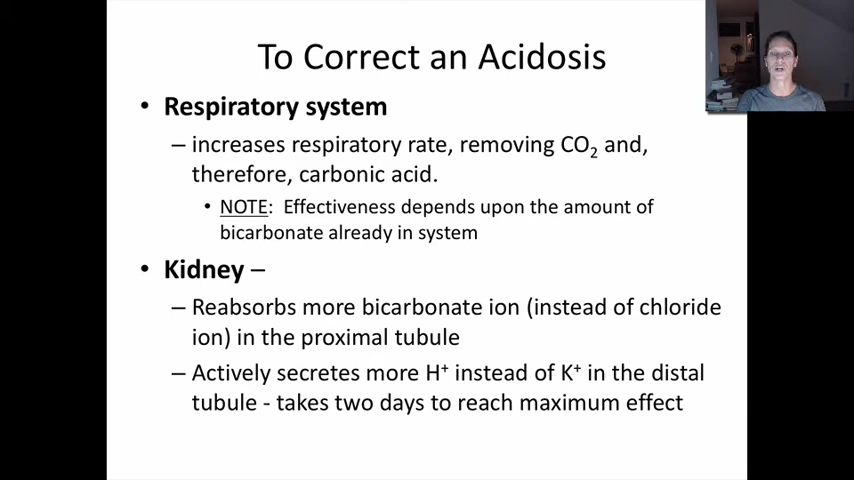 To Correct an Acidosis
• Respiratory system
– increases respiratory rate, removing CO₂ and,
therefore, carbonic acid.
• NOTE: Effectiveness depends upon the amount of
bicarbonate already in system
• Kidney –
– Reabsorbs more bicarbonate ion (instead of chloride
ion) in the proximal tubule
– Actively secretes more H⁺ instead of K⁺ in the distal
tubule - takes two days to reach maximum effect